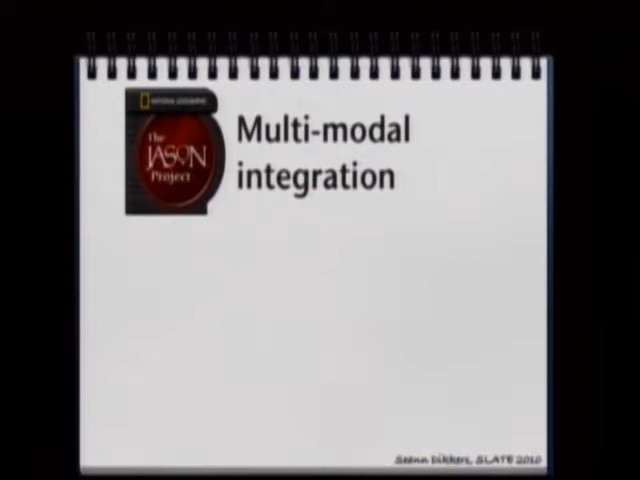 NATIONAL GEOGRAPHIC
The
JASON
Project
Multi-modal
integration
Seann Dikkers, SLATE 2010